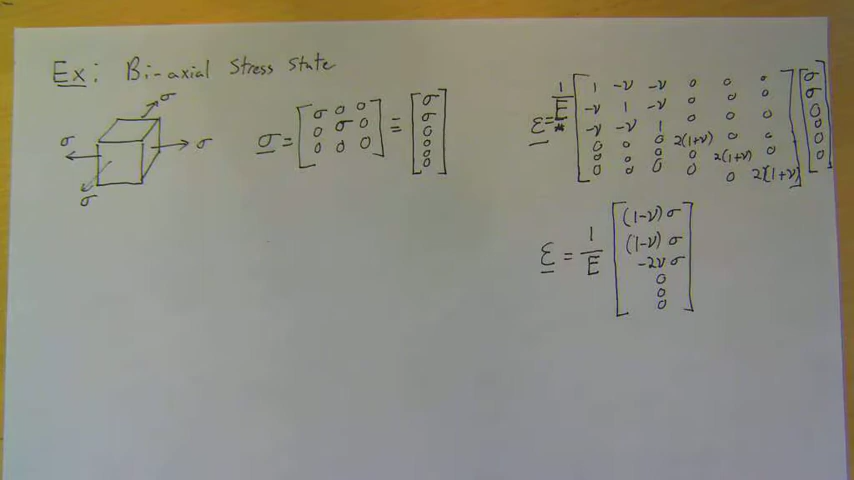 Ex: Bi-axial Stress State
σ
σ
σ
σ
σ = [σ 0 0; 0 σ 0; 0 0 0] = [σ; σ; 0; 0; 0; 0]
ε = 1/E [1 -ν -ν 0 0 0; -ν 1 -ν 0 0 0; -ν -ν 1 0 0 0; 0 0 0 2(1+ν) 0 0; 0 0 0 0 2(1+ν) 0; 0 0 0 0 0 2(1+ν)] [σ; σ; 0; 0; 0; 0]
ε = 1/E [(1-ν)σ; (1-ν)σ; -2νσ; 0; 0; 0]